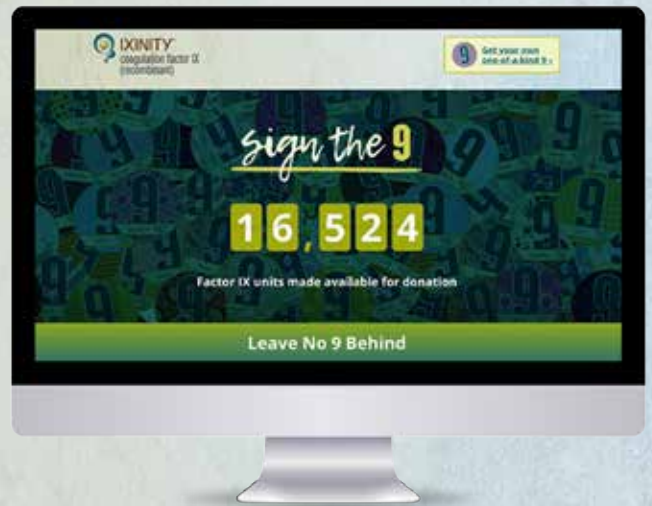 IXINITY
coagulation factor IX
(recombinant)
Get your own
one-of-a-kind 9 ›
sign the 9
16,524
Factor IX units made available for donation
Leave No 9 Behind